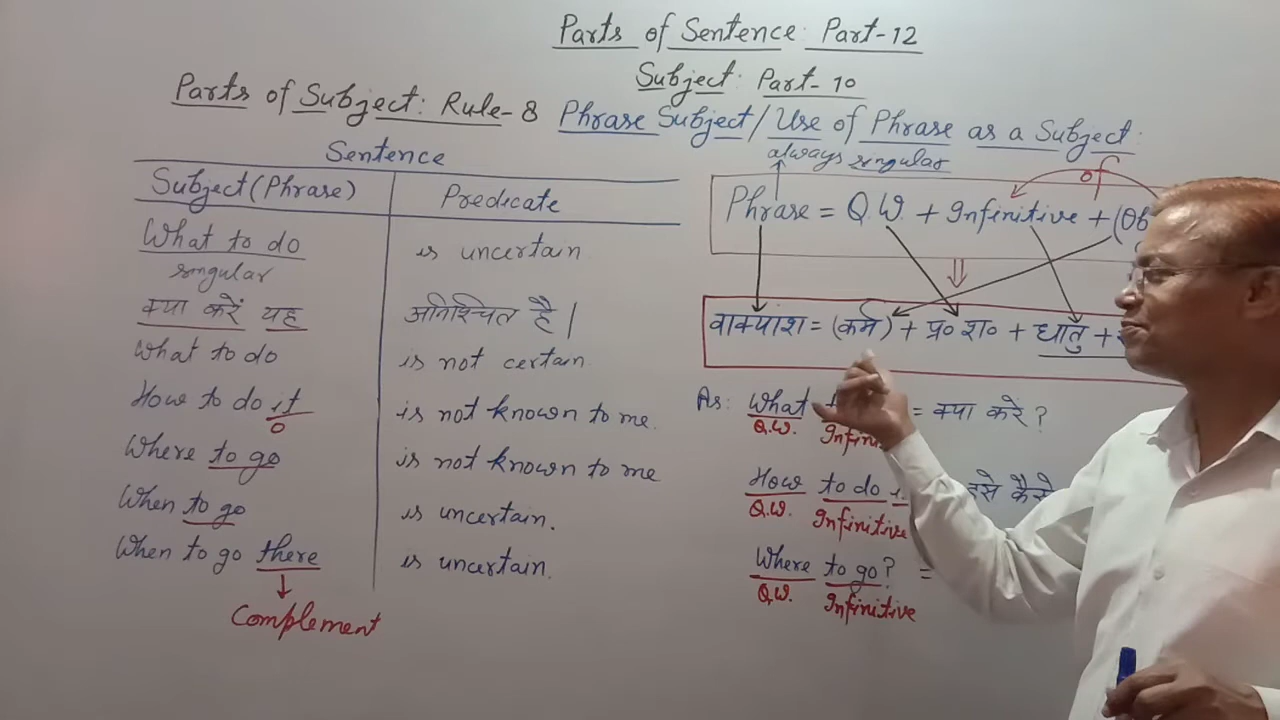 Parts of Sentence: Part-12
Subject: Part-10
Parts of Subject: Rule-8 Phrase Subject/Use of Phrase as a Subject:
always singular
Sentence
Subject (Phrase) Predicate
What to do is uncertain
singular
क्या करें यह अनिश्चित है|
What to do is not certain
How to do it is not known to me.
O
Where to go is not known to me
When to go is uncertain.
When to go there is uncertain.
Complement
of
Phrase = Q.W. + Infinitive + (Ob
वाक्यांश = (कर्म) + प्र० श० + धातु +
As: What = क्या करें?
Q.W.
How to do इसे कैसे
Q.W. Infinitive
Where to go? =
Q.W. Infinitive